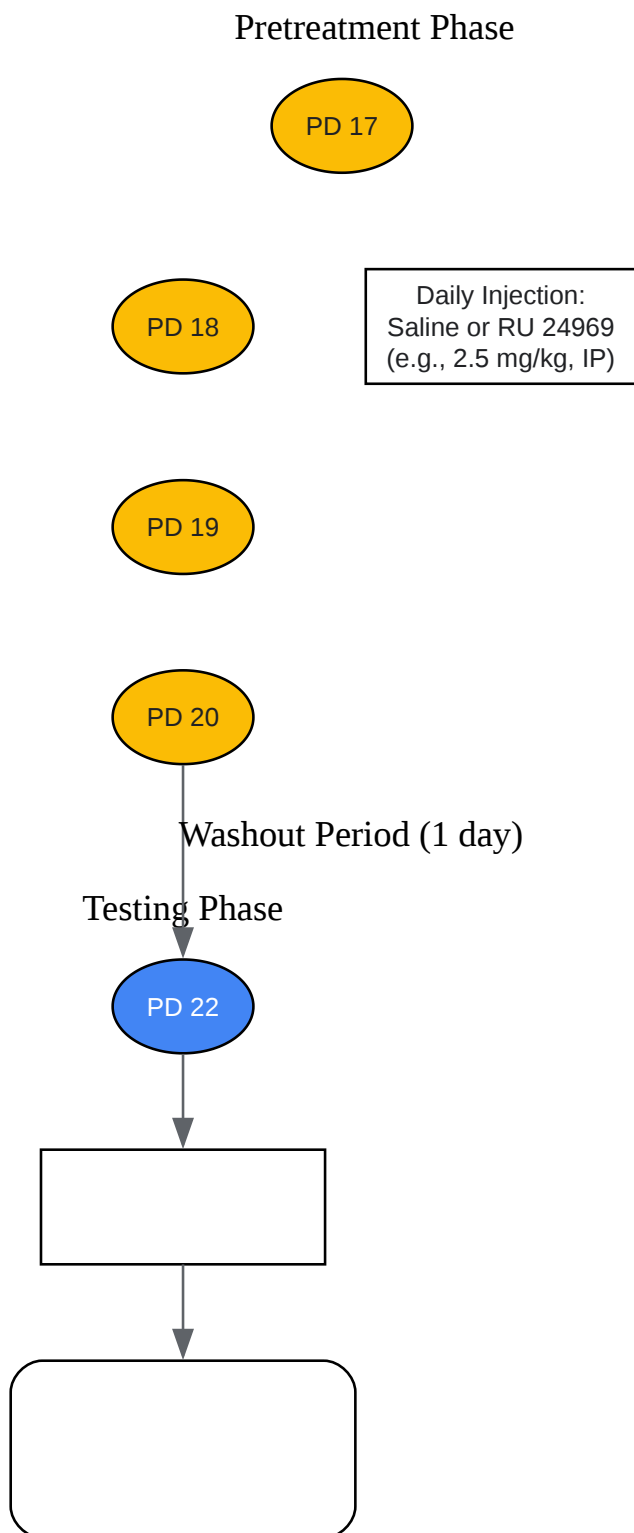 Pretreatment Phase
PD 17
PD 18
Daily Injection:
Saline or RU 24969
(e.g., 2.5 mg/kg, IP)
PD 19
PD 20
Washout Period (1 day)
Testing Phase
PD 22